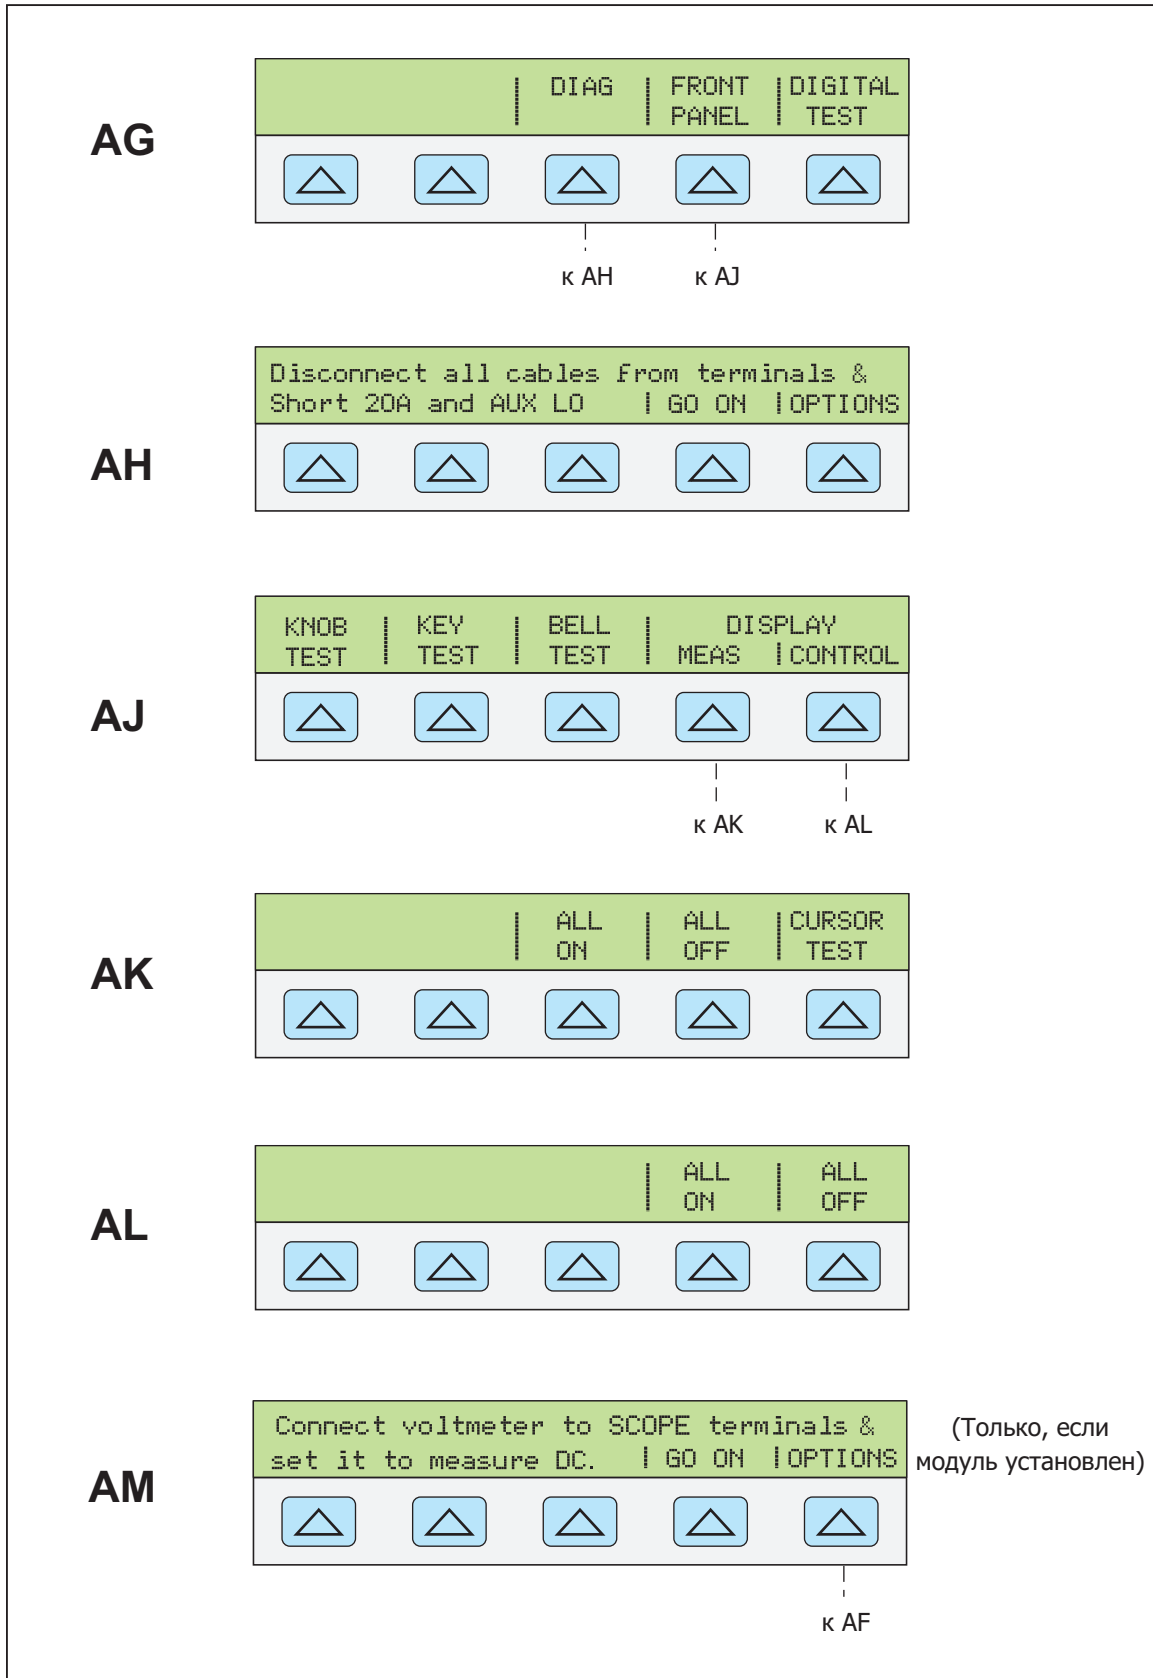 AG
DIAG | FRONT | DIGITAL
PANEL | TEST
к AH к AJ
AH
Disconnect all cables from terminals &
Short 20A and AUX LO | GO ON | OPTIONS
AJ
KNOB | KEY | BELL | DISPLAY
TEST | TEST | TEST | MEAS | CONTROL
к AK к AL
AK
ALL | ALL | CURSOR
ON | OFF | TEST
AL
ALL | ALL
ON | OFF
AM
Connect voltmeter to SCOPE terminals &
set it to measure DC. | GO ON | OPTIONS
(Только, если
модуль установлен)
к AF